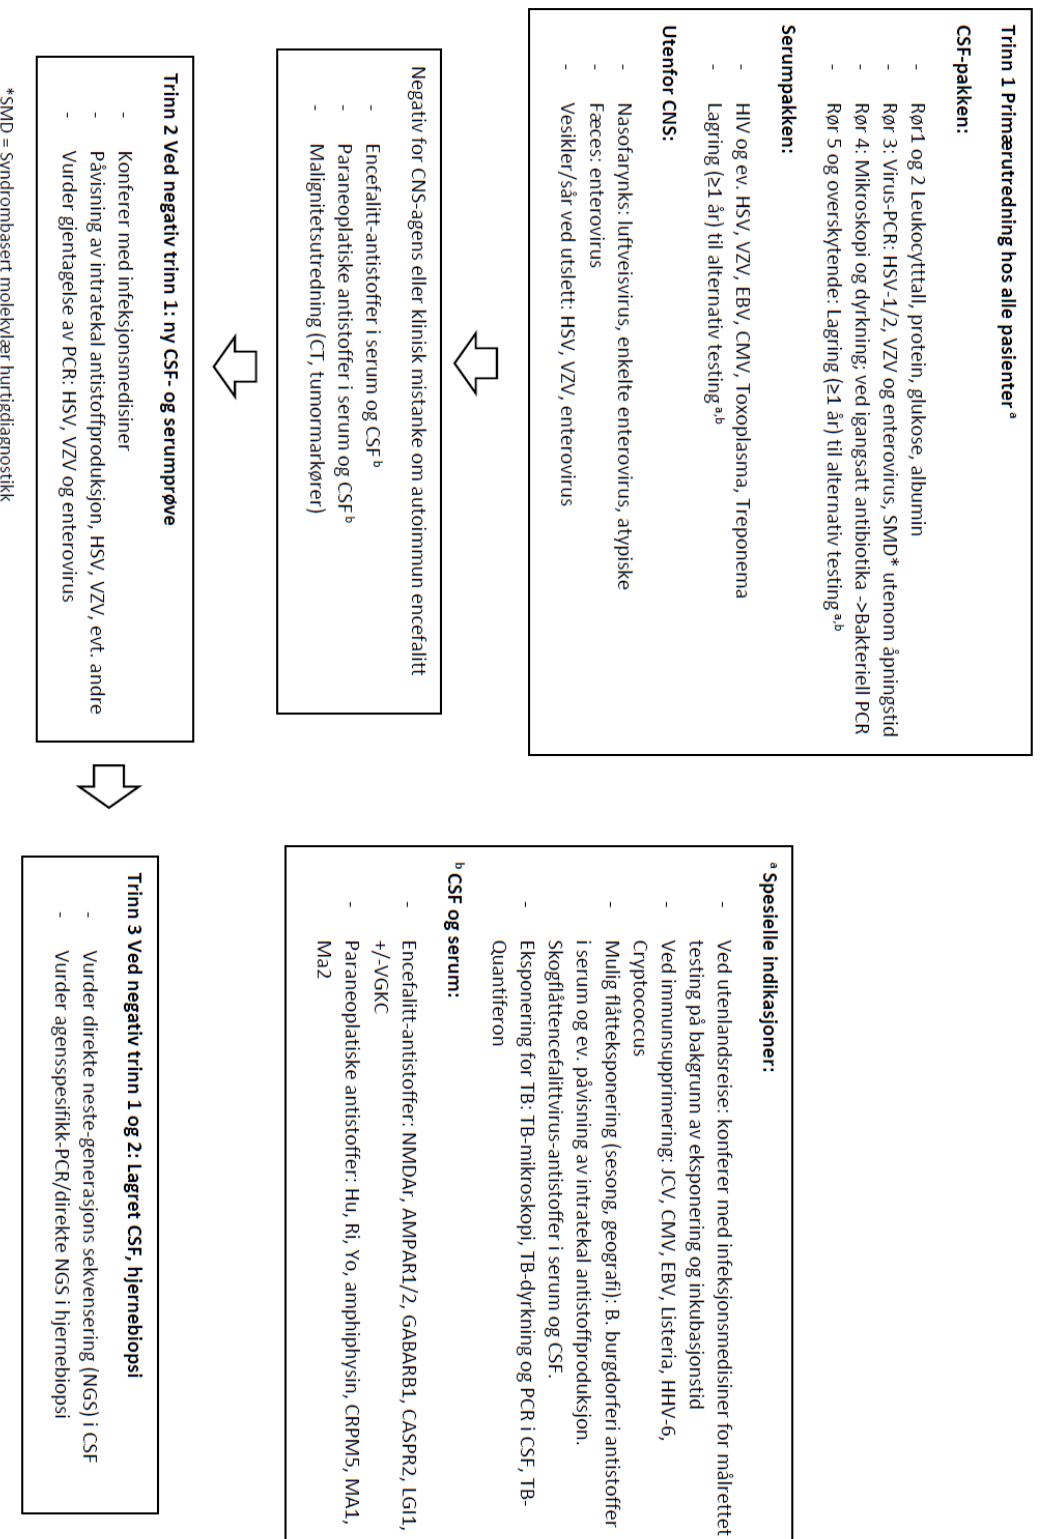 Trinn 1 Primærutredning hos alle pasienter a
CSF-pakken:
- Rør1 og 2 Leukocytttall, protein, glukose, albumin
- Rør 3: Virus-PCR: HSV-1/2, VZV og enterovirus, SMD* utenom åpningstid
- Rør 4: Mikroskopi og dyrkning; ved igangsatt antibiotika ->Bakteriell PCR
- Rør 5 og overskytende: Lagring (≥1 år) til alternativ testing a,b
Serumpakken:
- HIV og ev. HSV, VZV, EBV, CMV, Toxoplasma, Treponema
- Lagring (≥1 år) til alternativ testing a,b
Utenfor CNS:
- Nasofarynks: luftveisvirus, enkelte enterovirus, atypiske
- Fæces: enterovirus
- Vesikler/sår ved utslett: HSV, VZV, enterovirus
Negativ for CNS-agens eller klinisk mistanke om autoimmun encefalitt
- Encefalitt-antistoffer i serum og CSF b
- Paraneoplatiske antistoffer i serum og CSF b
- Malignitetsutredning (CT, tumormarkører)
Trinn 2 Ved negativ trinn 1: ny CSF- og serumprøve
- Konferer med infeksjonsmedisiner
- Påvisning av intratekal antistoffproduksjon, HSV, VZV, evt. andre
- Vurder gjentagelse av PCR: HSV, VZV og enterovirus
*SMD = Syndrombasert molekylær hurtigdiagnostikk
a Spesielle indikasjoner:
- Ved utenlandsreise: konferer med infeksjonsmedisiner for målrettet
testing på bakgrunn av eksponering og inkubasjonstid
- Ved immunsupprimering: JCV, CMV, EBV, Listeria, HHV-6,
Cryptococcus
- Mulig flåtteksponering (sesong, geografi): B. burgdorferi antistoffer
i serum og ev. påvisning av intratekal antistoffproduksjon.
Skogflåttencefalittvirus-antistoffer i serum og CSF.
- Eksponering for TB: TB-mikroskopi, TB-dyrkning og PCR i CSF, TB-
Quantiferon
b CSF og serum:
- Encefalitt-antistoffer: NMDAr, AMPAR1/2, GABARB1, CASPR2, LGI1,
+/-VGKC
- Paraneoplatiske antistoffer: Hu, Ri, Yo, amphiphysin, CRPM5, MA1,
Ma2
Trinn 3 Ved negativ trinn 1 og 2: Lagret CSF, hjernebiopsi
- Vurder direkte neste-generasjons sekvensering (NGS) i CSF
- Vurder agensspesifikk-PCR/direkte NGS i hjernebiopsi